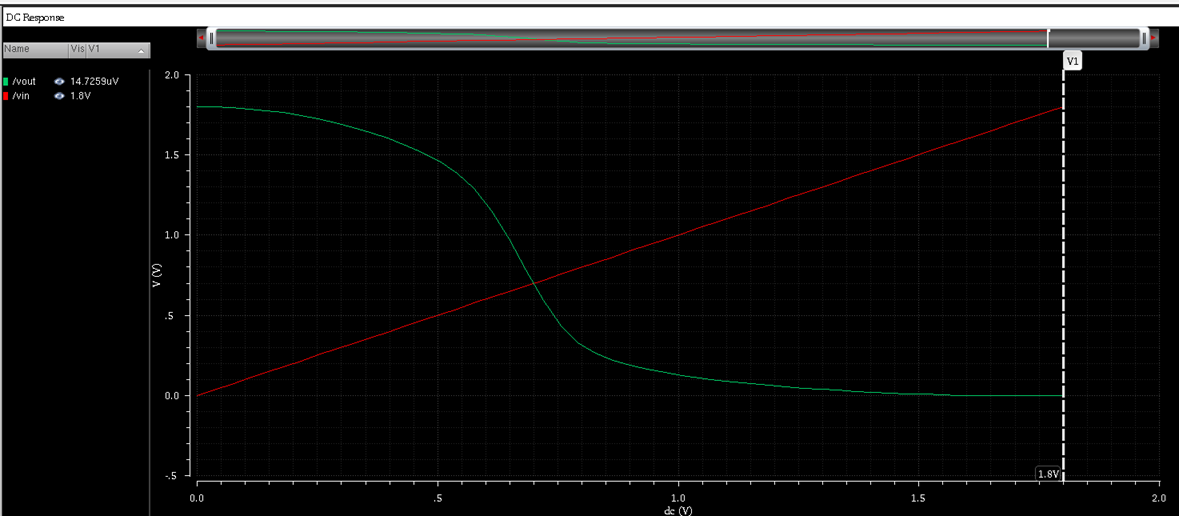 DC Response
Name Vis V1
/vout 14.7259uV
/vin 1.8V
V1
2.0
1.5
1.0
.5
0.0
-.5
V (V)
1.8V
0.0 .5 1.0 1.5 2.0
dc (V)